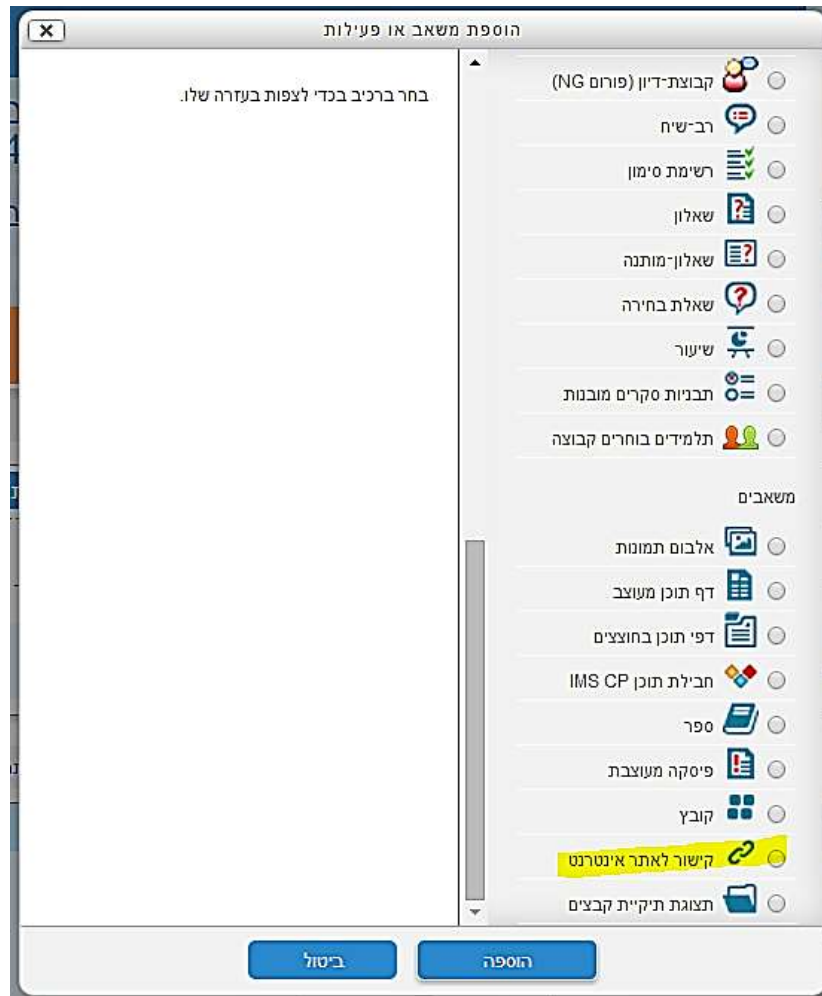 הוספת משאב או פעילות
בחר ברכיב בכדי לצפות בעזרה שלו.
קבוצת-דיון (פורום NG)
רב-שיח
רשימת סימון
שאלון
שאלון-מותנה
שאלת בחירה
שיעור
תבניות סקרים מובנות
תלמידים בוחרים קבוצה
משאבים
אלבום תמונות
דף תוכן מעוצב
דפי תוכן בחוצצים
חבילת תוכן IMS CP
ספר
פיסקה מעוצבת
קובץ
קישור לאתר אינטרנט
תצוגת תיקיית קבצים
הוספה
ביטול